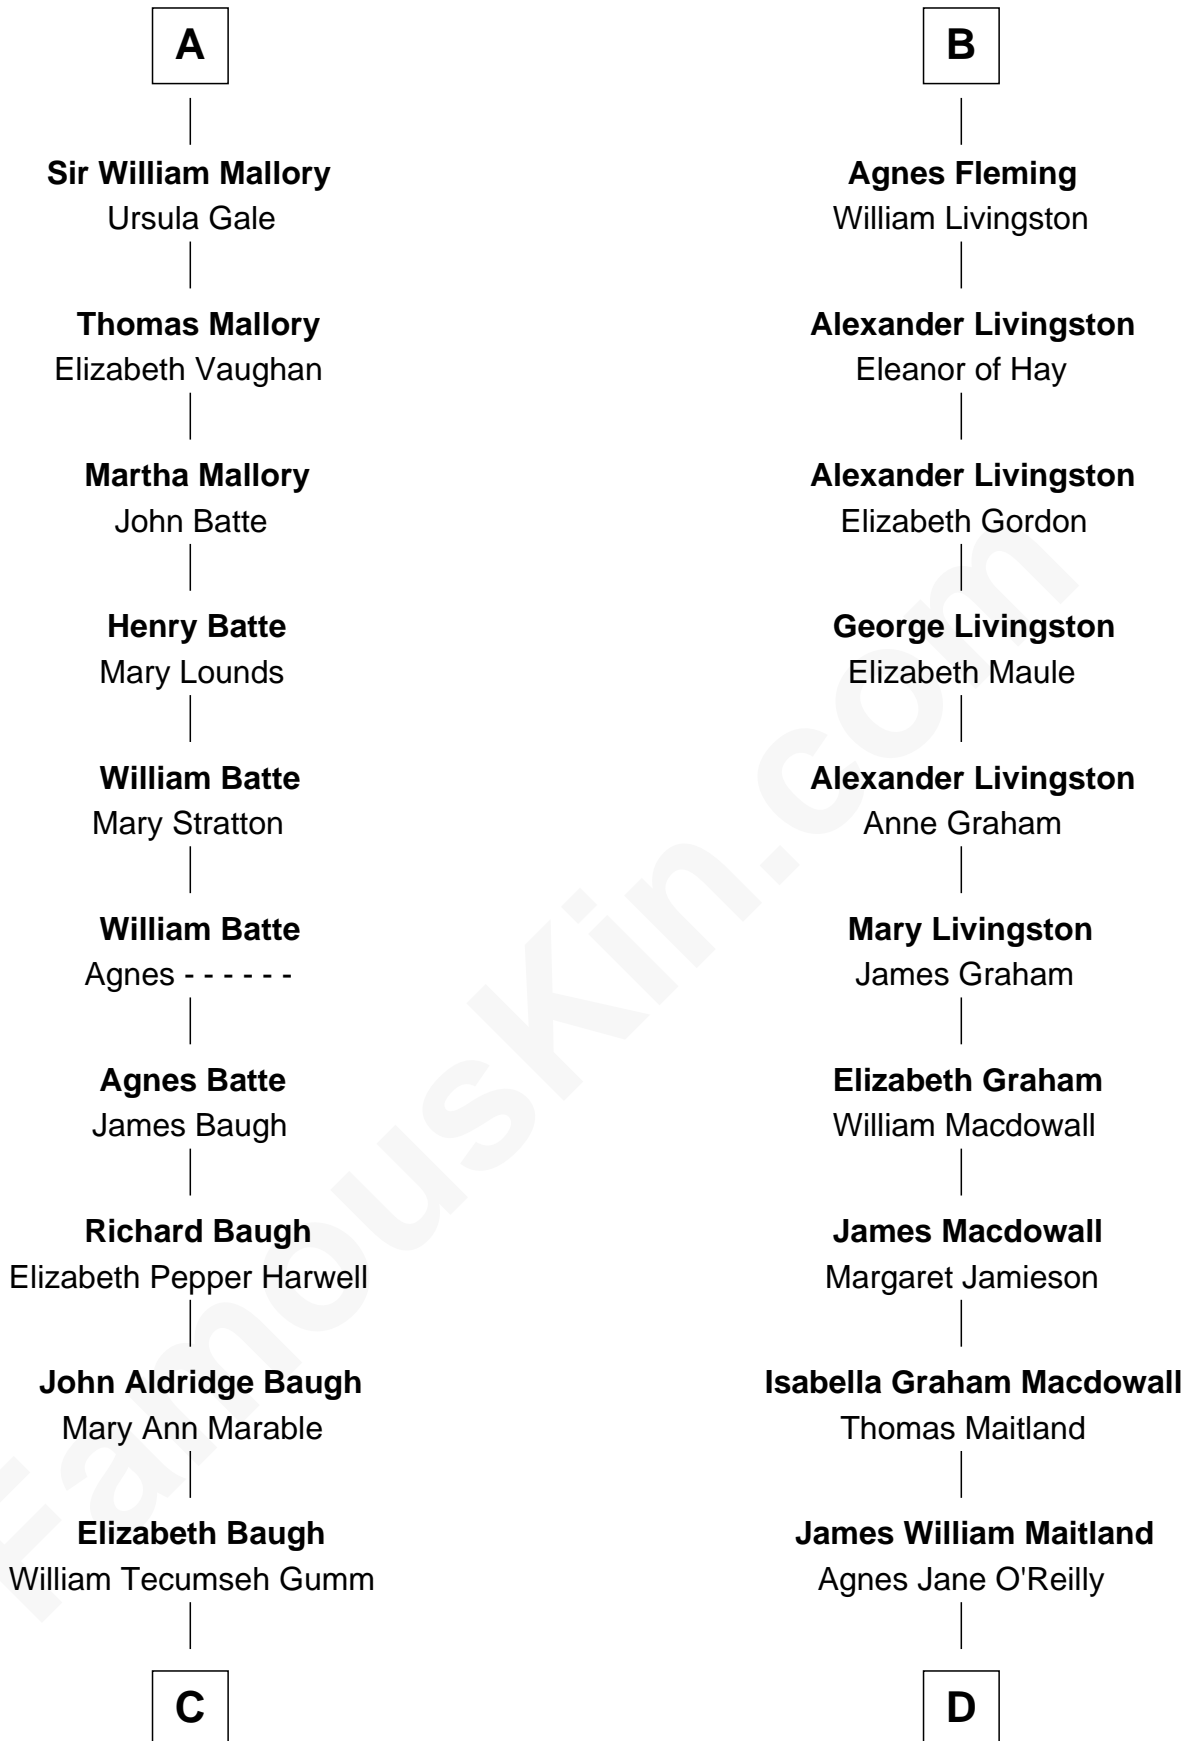 A
Sir William Mallory
Ursula Gale
Thomas Mallory
Elizabeth Vaughan
Martha Mallory
John Batte
Henry Batte
Mary Lounds
William Batte
Mary Stratton
William Batte
Agnes - - - - - -
Agnes Batte
James Baugh
Richard Baugh
Elizabeth Pepper Harwell
John Aldridge Baugh
Mary Ann Marable
Elizabeth Baugh
William Tecumseh Gumm
C
B
Agnes Fleming
William Livingston
Alexander Livingston
Eleanor of Hay
Alexander Livingston
Elizabeth Gordon
George Livingston
Elizabeth Maule
Alexander Livingston
Anne Graham
Mary Livingston
James Graham
Elizabeth Graham
William Macdowall
James Macdowall
Margaret Jamieson
Isabella Graham Macdowall
Thomas Maitland
James William Maitland
Agnes Jane O'Reilly
D
FamousKin.com